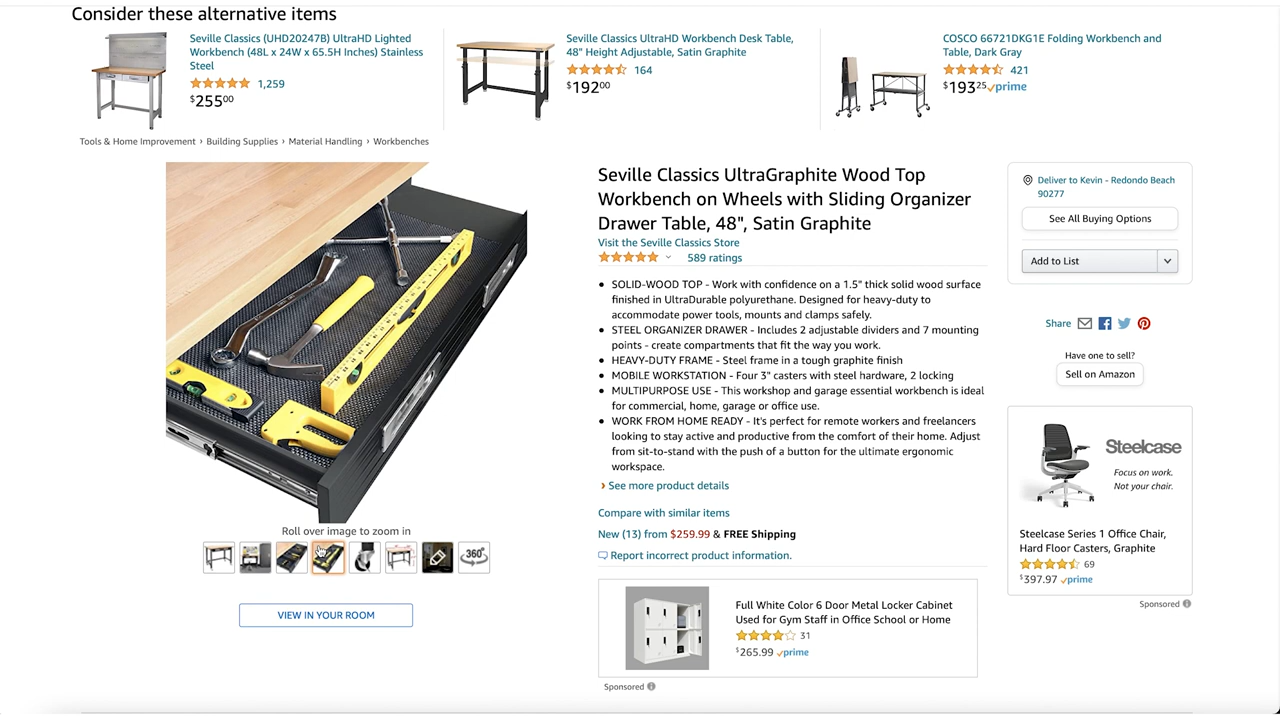 Consider these alternative items
Seville Classics (UHD20247B) UltraHD Lighted
Workbench (48L x 24W x 65.5H Inches) Stainless
Steel
1,259
$25500
Seville Classics UltraHD Workbench Desk Table,
48" Height Adjustable, Satin Graphite
164
$19200
COSCO 66721DKG1E Folding Workbench and
Table, Dark Gray
421
$19325 prime
Tools & Home Improvement › Building Supplies › Material Handling › Workbenches
Roll over image to zoom in
360°
VIEW IN YOUR ROOM
Seville Classics UltraGraphite Wood Top
Workbench on Wheels with Sliding Organizer
Drawer Table, 48", Satin Graphite
Visit the Seville Classics Store
589 ratings
• SOLID-WOOD TOP - Work with confidence on a 1.5" thick solid wood surface
finished in UltraDurable polyurethane. Designed for heavy-duty to
accommodate power tools, mounts and clamps safely.
• STEEL ORGANIZER DRAWER - Includes 2 adjustable dividers and 7 mounting
points - create compartments that fit the way you work.
• HEAVY-DUTY FRAME - Steel frame in a tough graphite finish
• MOBILE WORKSTATION - Four 3" casters with steel hardware, 2 locking
• MULTIPURPOSE USE - This workshop and garage essential workbench is ideal
for commercial, home, garage or office use.
• WORK FROM HOME READY - It's perfect for remote workers and freelancers
looking to stay active and productive from the comfort of their home. Adjust
from sit-to-stand with the push of a button for the ultimate ergonomic
workspace.
› See more product details
Compare with similar items
New (13) from $259.99 & FREE Shipping
Report incorrect product information.
Full White Color 6 Door Metal Locker Cabinet
Used for Gym Staff in Office School or Home
31
$265.99 prime
Sponsored
Deliver to Kevin - Redondo Beach
90277
See All Buying Options
Add to List
Share
Have one to sell?
Sell on Amazon
Steelcase
Focus on work.
Not your chair.
Steelcase Series 1 Office Chair,
Hard Floor Casters, Graphite
69
$397.97 prime
Sponsored